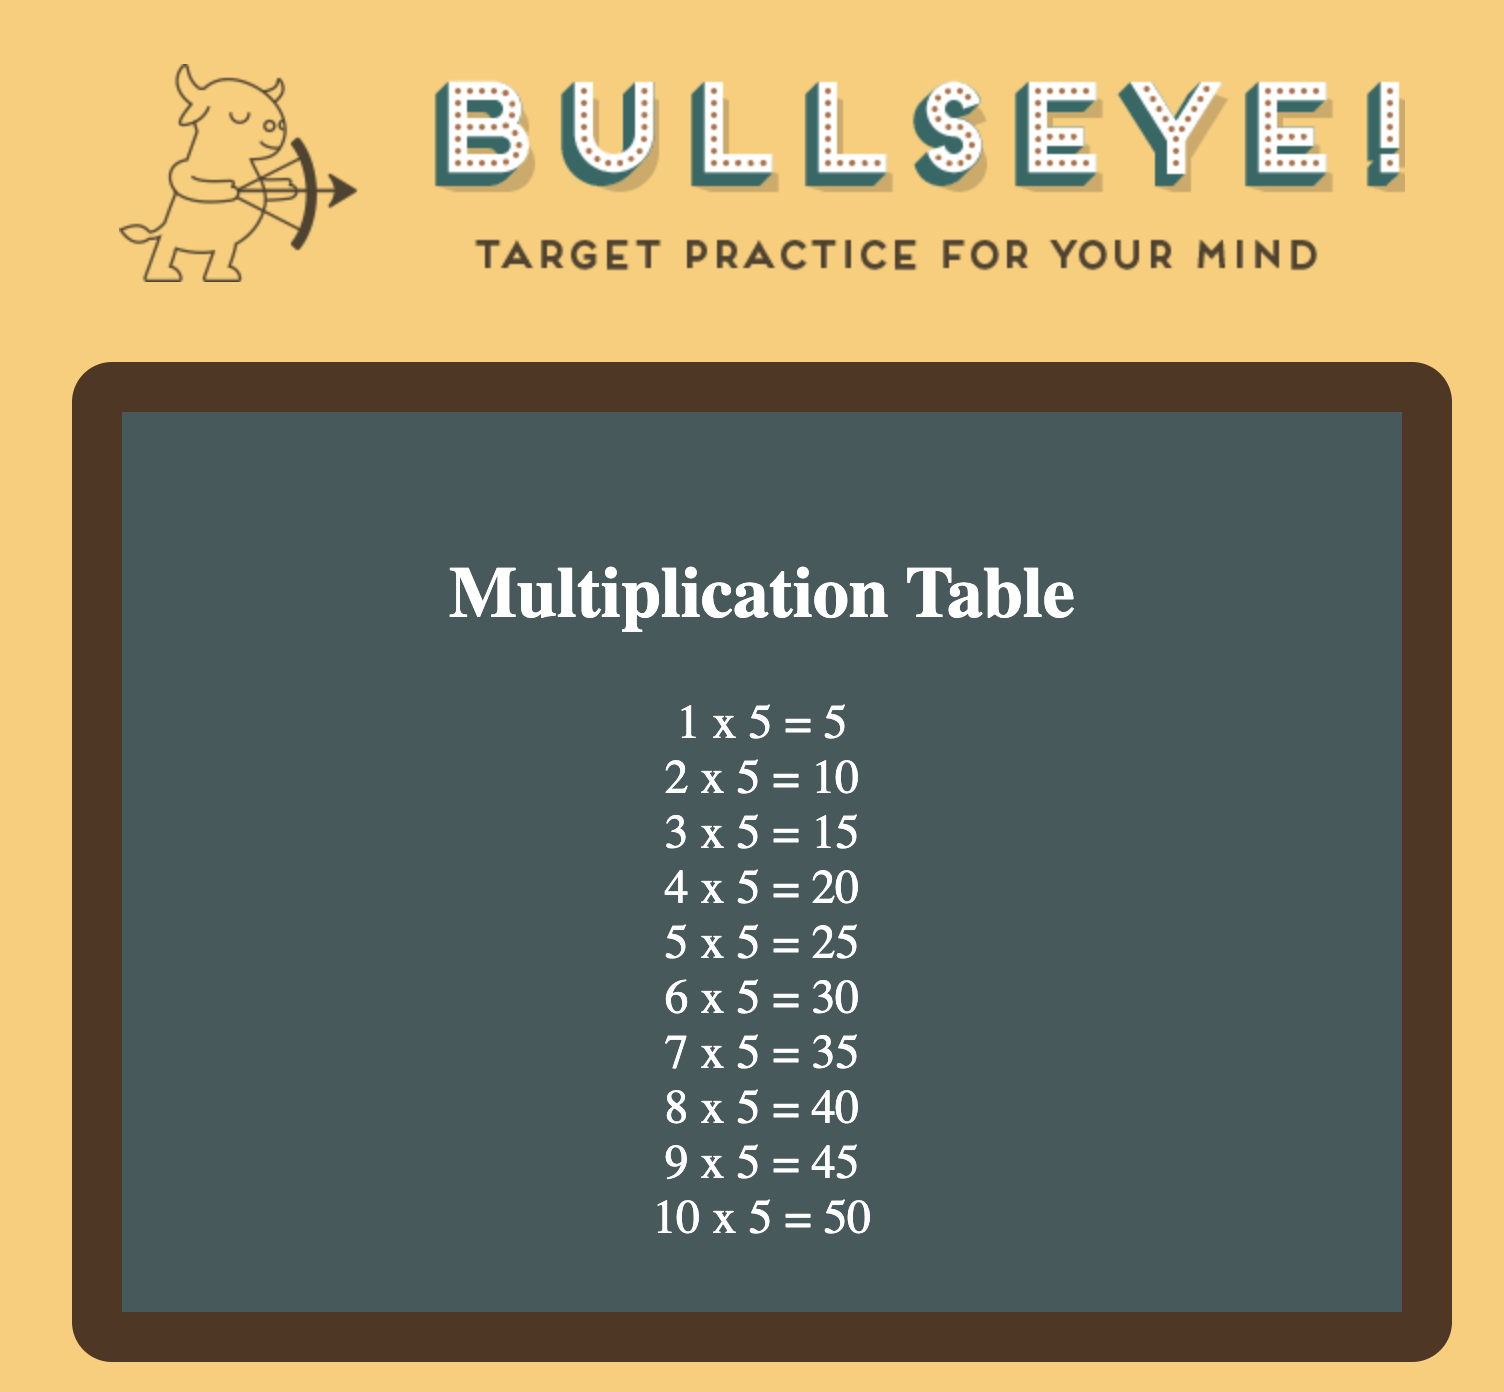 BULLSEYE!
TARGET PRACTICE FOR YOUR MIND
Multiplication Table
1 x 5 = 5
2 x 5 = 10
3 x 5 = 15
4 x 5 = 20
5 x 5 = 25
6 x 5 = 30
7 x 5 = 35
8 x 5 = 40
9 x 5 = 45
10 x 5 = 50